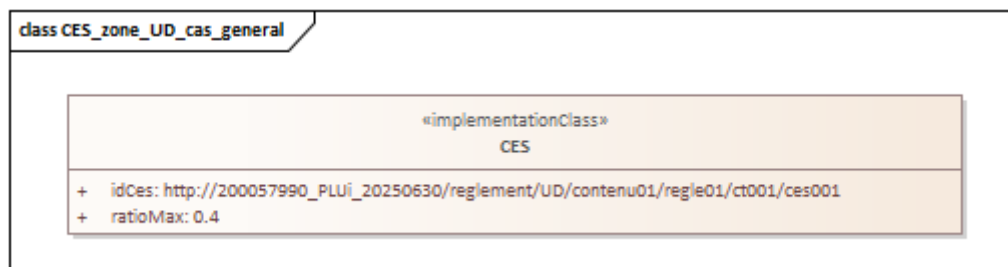 class CES_zone_UD_cas_general
«implementationClass»
CES
+ idCes: http://200057990_PLUi_20250630/reglement/UD/contenu01/regle01/ct001/ces001
+ ratioMax: 0.4